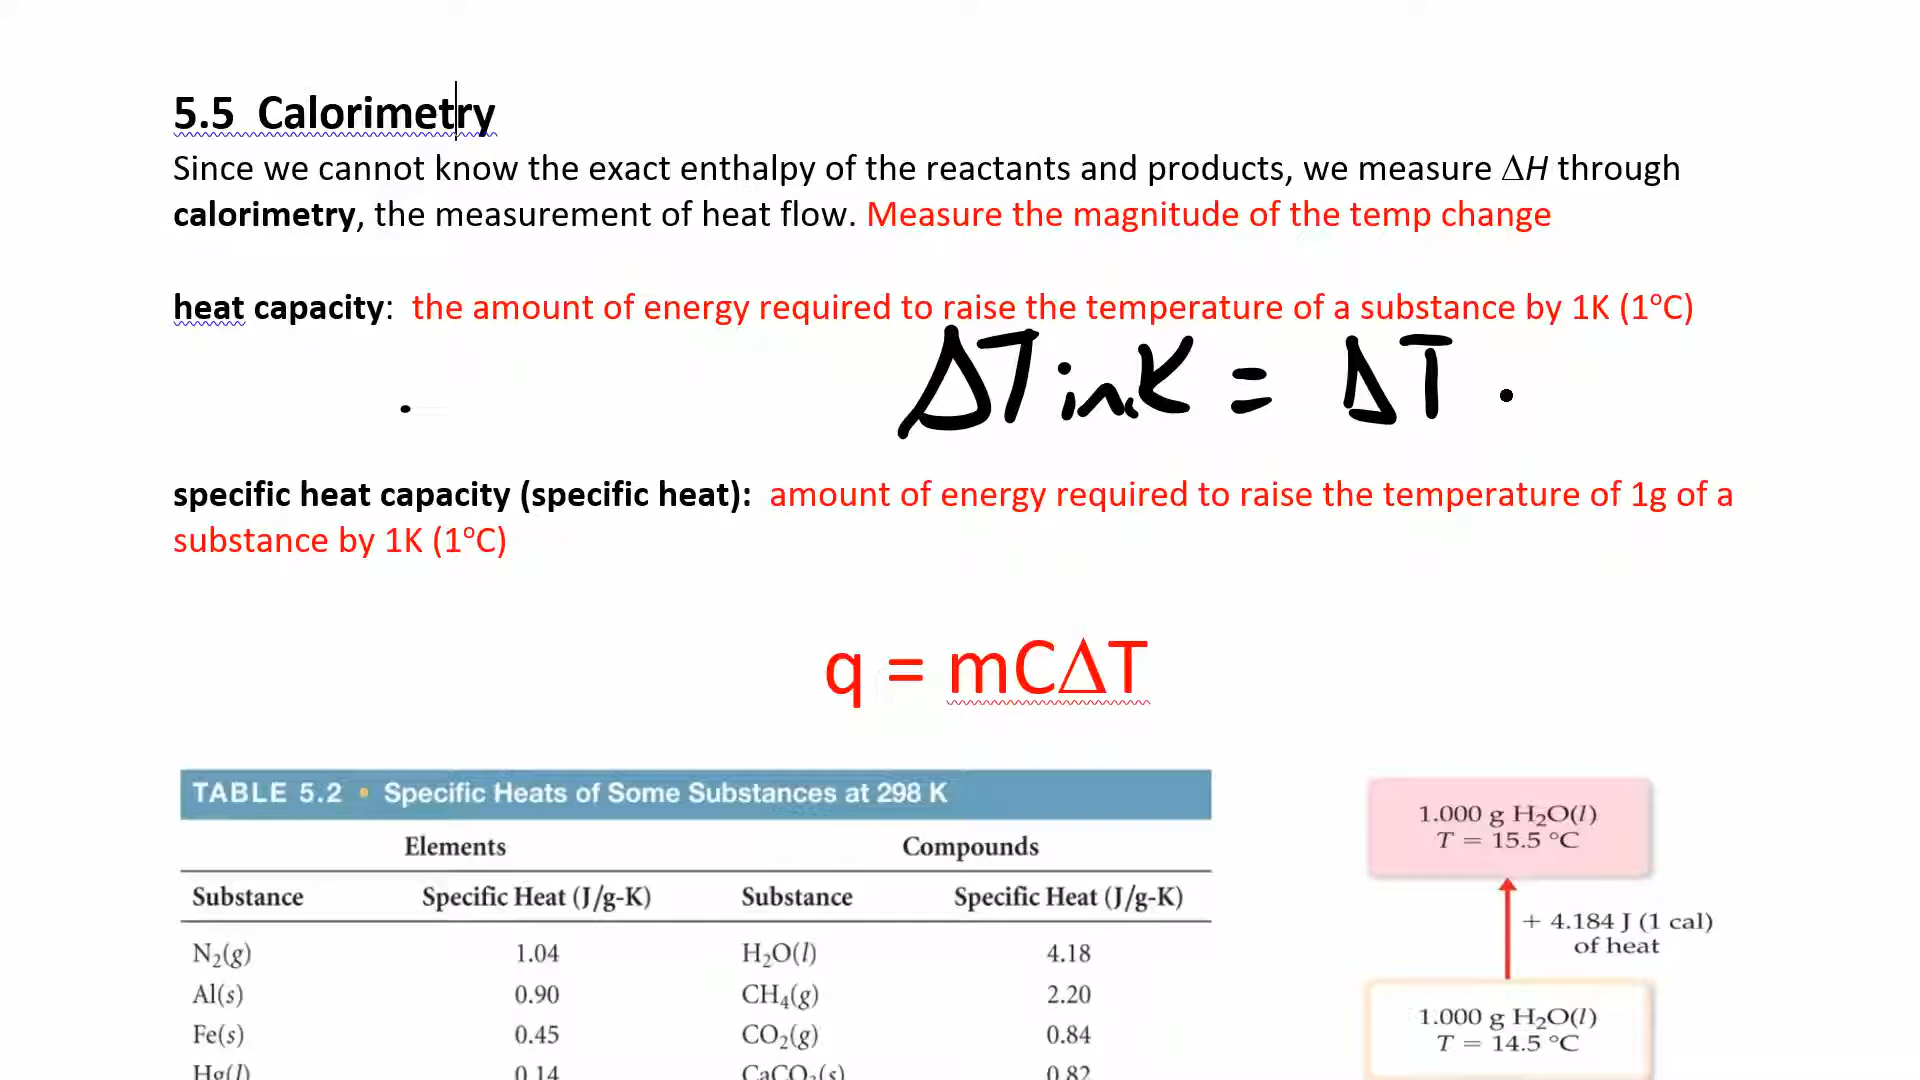 5.5 Calorimetry
Since we cannot know the exact enthalpy of the reactants and products, we measure ΔH through
calorimetry, the measurement of heat flow. Measure the magnitude of the temp change
heat capacity: the amount of energy required to raise the temperature of a substance by 1K (1°C)
ΔT in K = ΔT
specific heat capacity (specific heat): amount of energy required to raise the temperature of 1g of a
substance by 1K (1°C)
q = mCΔT
TABLE 5.2 • Specific Heats of Some Substances at 298 K
Elements Compounds
Substance Specific Heat (J/g-K) Substance Specific Heat (J/g-K)
N₂(g) 1.04 H₂O(l) 4.18
Al(s) 0.90 CH₄(g) 2.20
Fe(s) 0.45 CO₂(g) 0.84
Hg(l) 0.14 CaCO₃(s) 0.82
1.000 g H₂O(l)
T = 15.5 °C
+ 4.184 J (1 cal)
of heat
1.000 g H₂O(l)
T = 14.5 °C